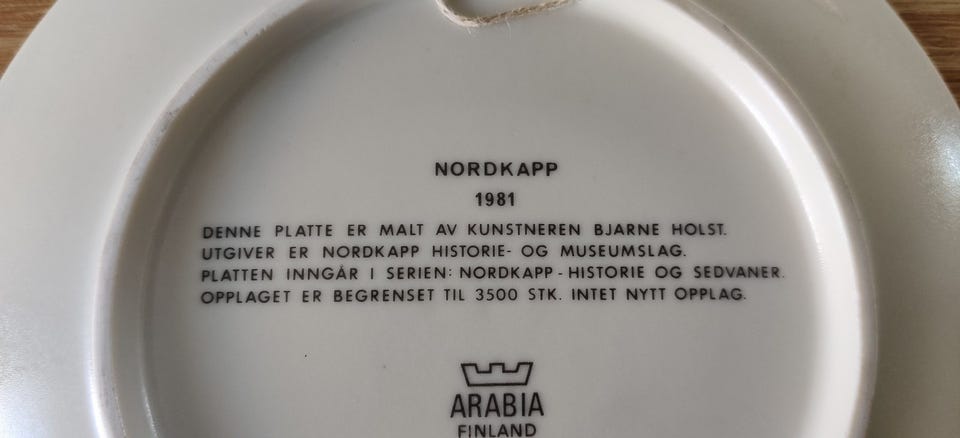 NORDKAPP
1981
DENNE PLATTE ER MALT AV KUNSTNEREN BJARNE HOLST.
UTGIVER ER NORDKAPP HISTORIE- OG MUSEUMSLAG.
PLATTEN INNGÅR I SERIEN: NORDKAPP - HISTORIE OG SEDVANER.
OPPLAGET ER BEGRENSET TIL 3500 STK. INTET NYTT OPPLAG.
ARABIA
FINLAND